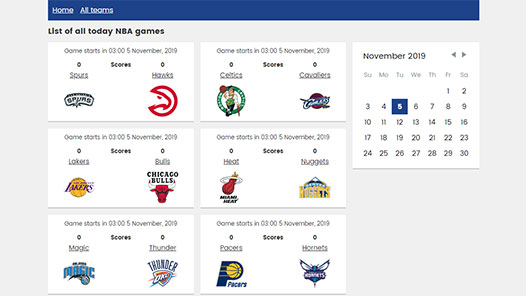 Home All teams
List of all today NBA games
Game starts in 03:00 5 November, 2019
0 Scores 0
Spurs Hawks
SPURS
Game starts in 03:00 5 November, 2019
0 Scores 0
Celtics Cavaliers
CAVALIERS
Game starts in 03:00 5 November, 2019
0 Scores 0
Lakers Bulls
LAKERS
CHICAGO
BULLS
Game starts in 03:00 5 November, 2019
0 Scores 0
Heat Nuggets
MIAMI
HEAT
Game starts in 03:00 5 November, 2019
0 Scores 0
Magic Thunder
MAGIC
THUNDER
Game starts in 03:00 5 November, 2019
0 Scores 0
Pacers Hornets
Pacers
HORNETS
November 2019
Su Mo Tu We Th Fr Sa
1 2
3 4 5 6 7 8 9
10 11 12 13 14 15 16
17 18 19 20 21 22 23
24 25 26 27 28 29 30